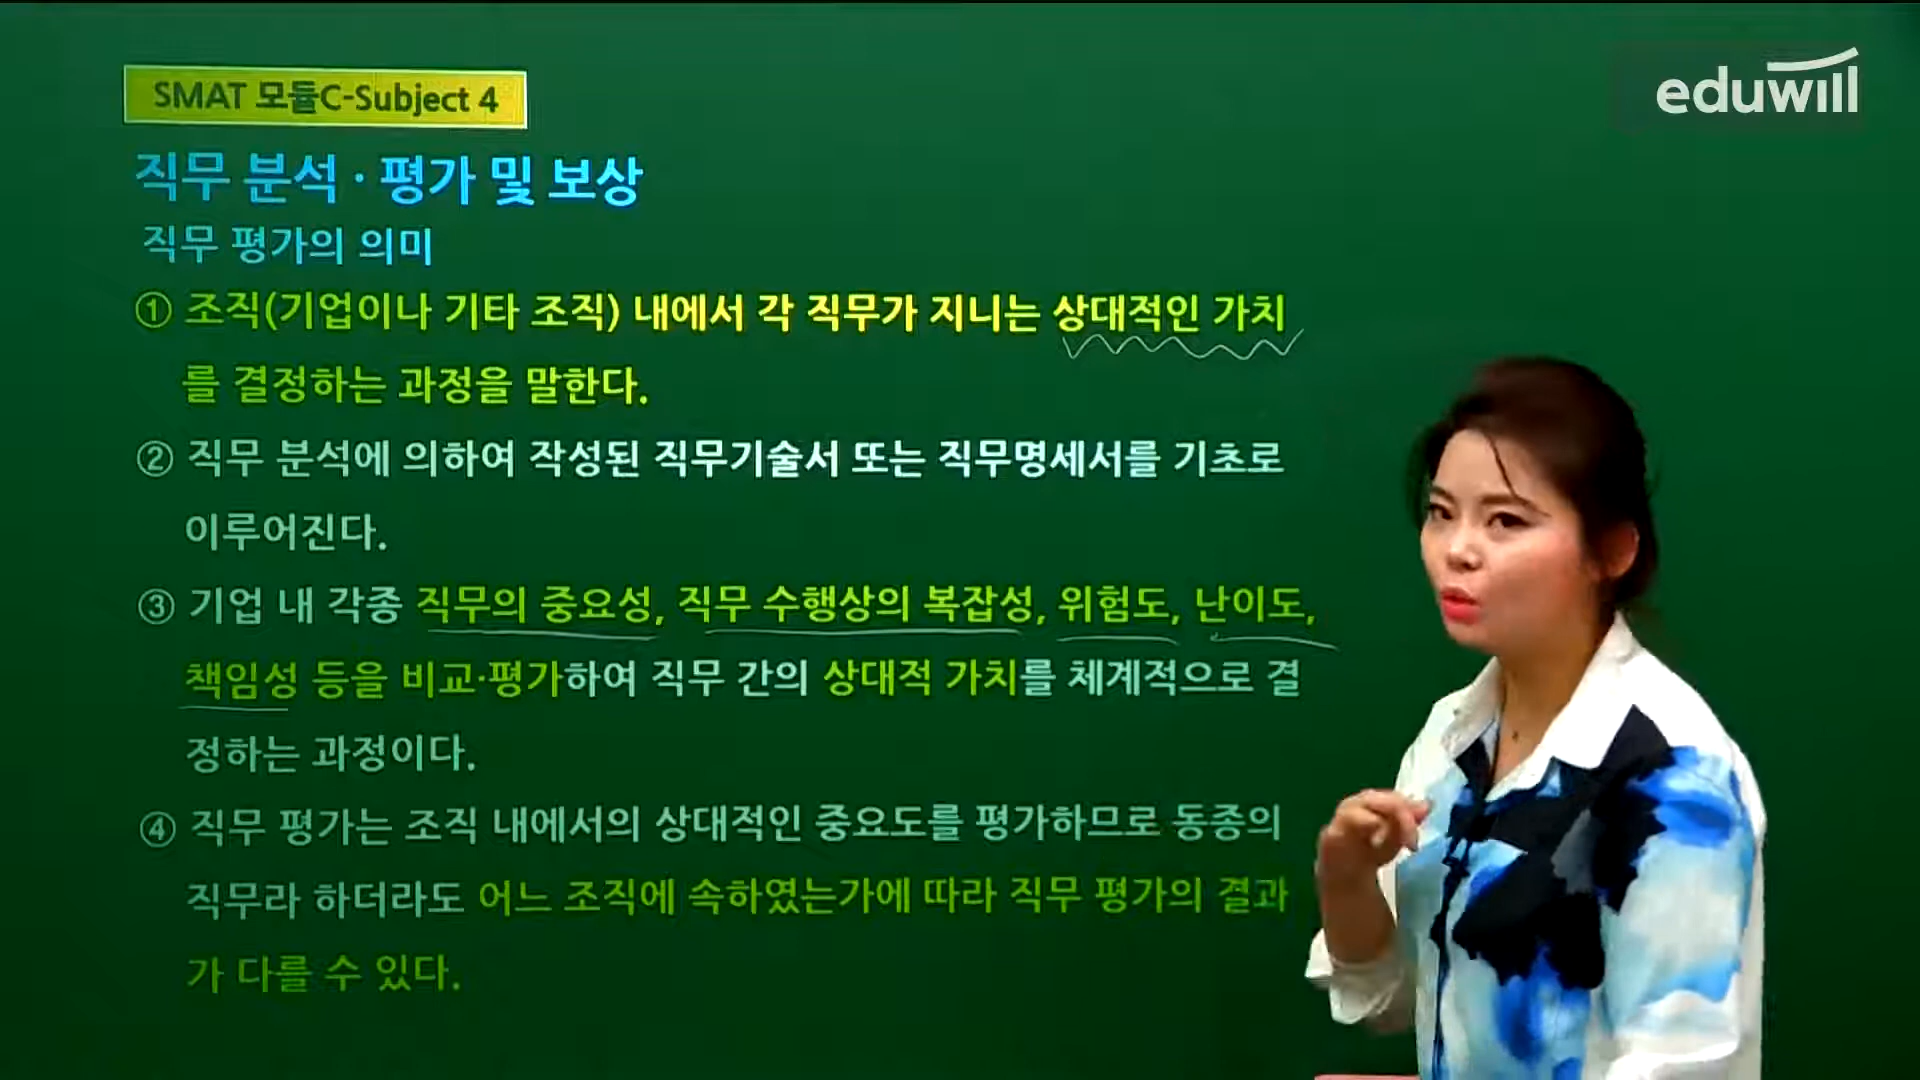 SMAT 모듈C-Subject 4
eduwill
직무 분석 · 평가 및 보상
직무 평가의 의미
① 조직(기업이나 기타 조직) 내에서 각 직무가 지니는 상대적인 가치
를 결정하는 과정을 말한다.
② 직무 분석에 의하여 작성된 직무기술서 또는 직무명세서를 기초로
이루어진다.
③ 기업 내 각종 직무의 중요성, 직무 수행상의 복잡성, 위험도, 난이도,
책임성 등을 비교·평가하여 직무 간의 상대적 가치를 체계적으로 결
정하는 과정이다.
④ 직무 평가는 조직 내에서의 상대적인 중요도를 평가하므로 동종의
직무라 하더라도 어느 조직에 속하였는가에 따라 직무 평가의 결과
가 다를 수 있다.